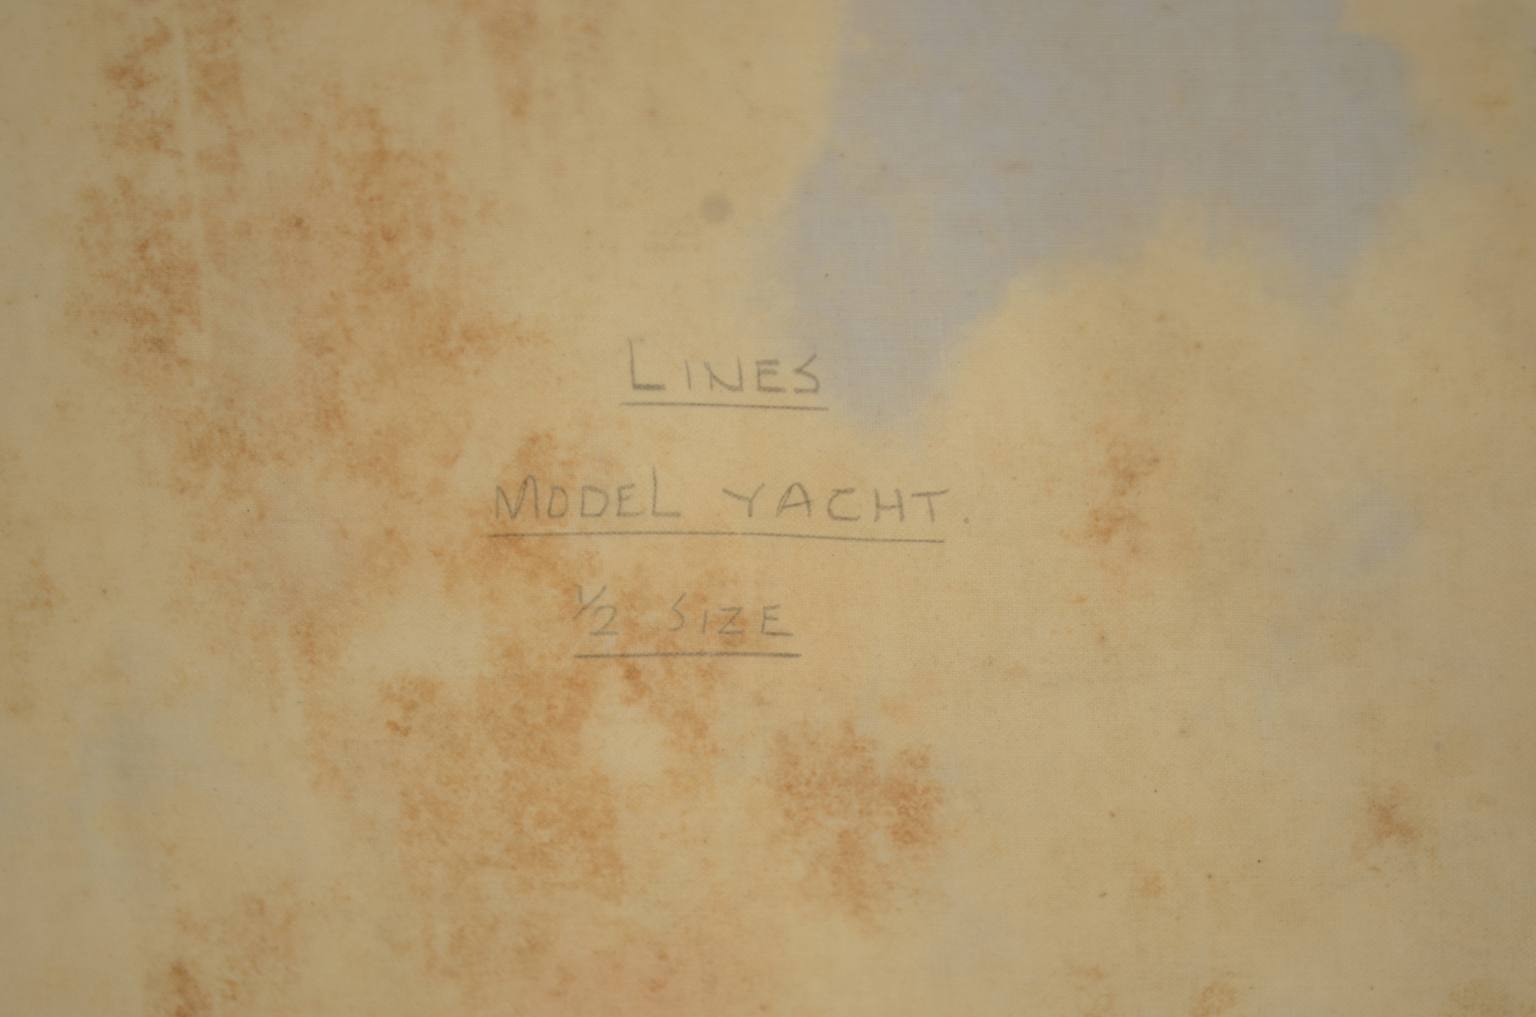 LINES
MODEL YACHT.
½ SIZE